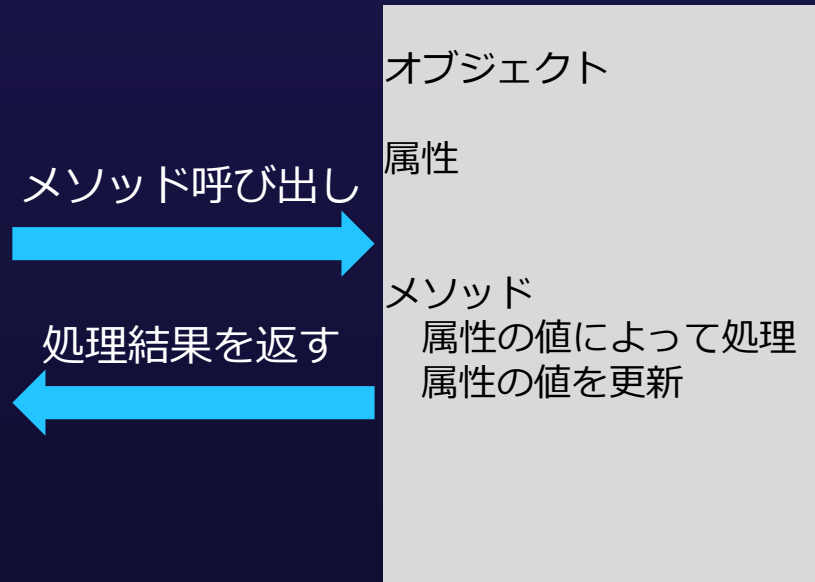 オブジェクト
属性
メソッド呼び出し
メソッド
属性の値によって処理
処理結果を返す
属性の値を更新